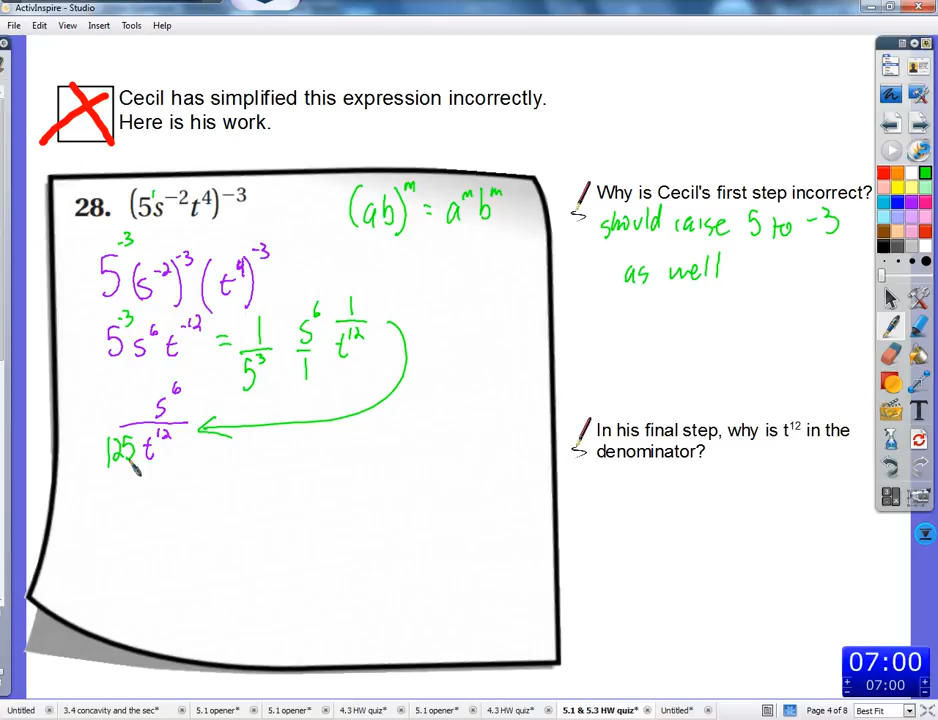 ActivInspire - Studio
File Edit View Insert Tools Help
Cecil has simplified this expression incorrectly.
Here is his work.
28. (5¹s⁻²t⁴)⁻³
(ab)ᵐ = aᵐbᵐ
5⁻³(s⁻²)⁻³(t⁴)⁻³
5⁻³s⁶t⁻¹² = 1/5³ s⁶/1 1/t¹²
s⁶
125 t¹²
Why is Cecil's first step incorrect?
should raise 5 to -3
as well
In his final step, why is t¹² in the
denominator?
07:00
07:00
Untitled 3.4 concavity and the sec* 5.1 opener* 5.1 opener* 4.3 HW quiz* 5.1 opener* 4.3 HW quiz* 5.1 & 5.3 HW quiz* Untitled* Page 4 of 8 Best Fit